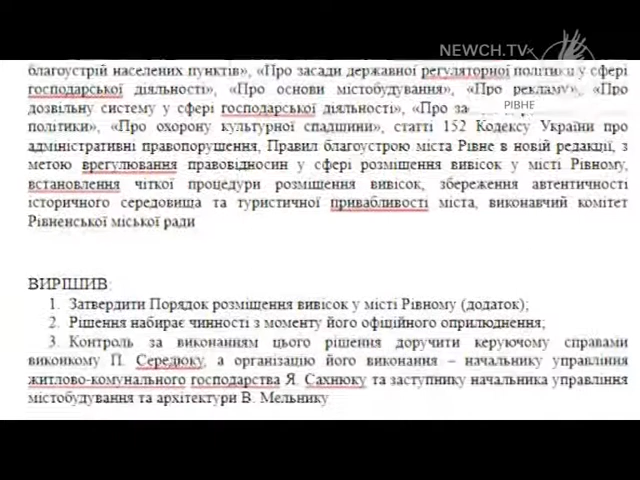 NEWCH.TV
РІВНЕ
благоустрій населених пунктів», «Про засади державної регуляторної політики у сфері
господарської діяльності», «Про основи містобудування», «Про рекламу», «Про
дозвільну систему у сфері господарської діяльності», «Про за
політики», «Про охорону культурної спадщини», статті 152 Кодексу України про
адміністративні правопорушення, Правил благоустрою міста Рівне в новій редакції, з
метою врегулювання правовідносин у сфері розміщення вивісок у місті Рівному,
встановлення чіткої процедури розміщення вивісок, збереження автентичності
історичного середовища та туристичної привабливості міста, виконавчий комітет
Рівненської міської ради
ВИРІШИВ:
1. Затвердити Порядок розміщення вивісок у місті Рівному (додаток);
2. Рішення набирає чинності з моменту його офіційного оприлюднення;
3. Контроль за виконанням цього рішення доручити керуючому справами
виконкому П. Середюку, а організацію його виконання – начальнику управління
житлово-комунального господарства Я. Сахнюку та заступнику начальника управління
містобудування та архітектури В. Мельнику